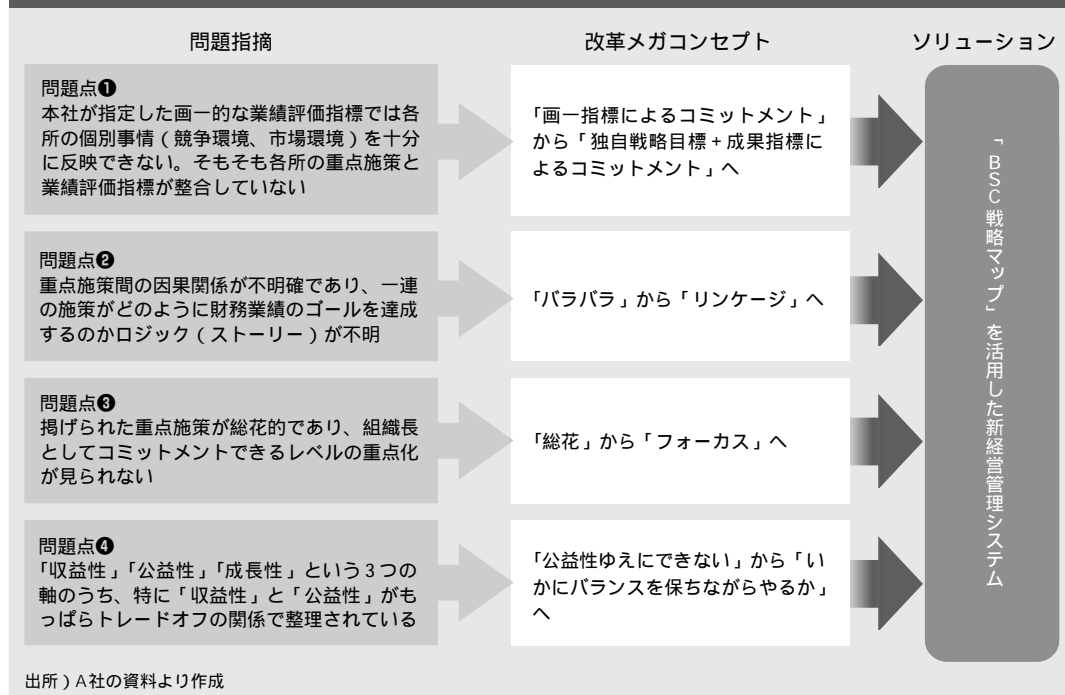 問題指摘
改革メガコンセプト
ソリューション
問題点❶
本社が指定した画一的な業績評価指標では各
所の個別事情（競争環境、市場環境）を十分
に反映できない。そもそも各所の重点施策と
業績評価指標が整合していない
「画一指標によるコミットメント」
から「独自戦略目標+成果指標に
よるコミットメント」へ
問題点❷
重点施策間の因果関係が不明確であり、一連
の施策がどのように財務業績のゴールを達成
するのかロジック（ストーリー）が不明
「バラバラ」から「リンケージ」へ
問題点❸
掲げられた重点施策が総花的であり、組織長
としてコミットメントできるレベルの重点化
が見られない
「総花」から「フォーカス」へ
問題点❹
「収益性」「公益性」「成長性」という3つの
軸のうち、特に「収益性」と「公益性」がも
っぱらトレードオフの関係で整理されている
「公益性ゆえにできない」から「い
かにバランスを保ちながらやるか」
へ
「BSC戦略マップ」を活用した新経営管理システム
出所）A社の資料より作成